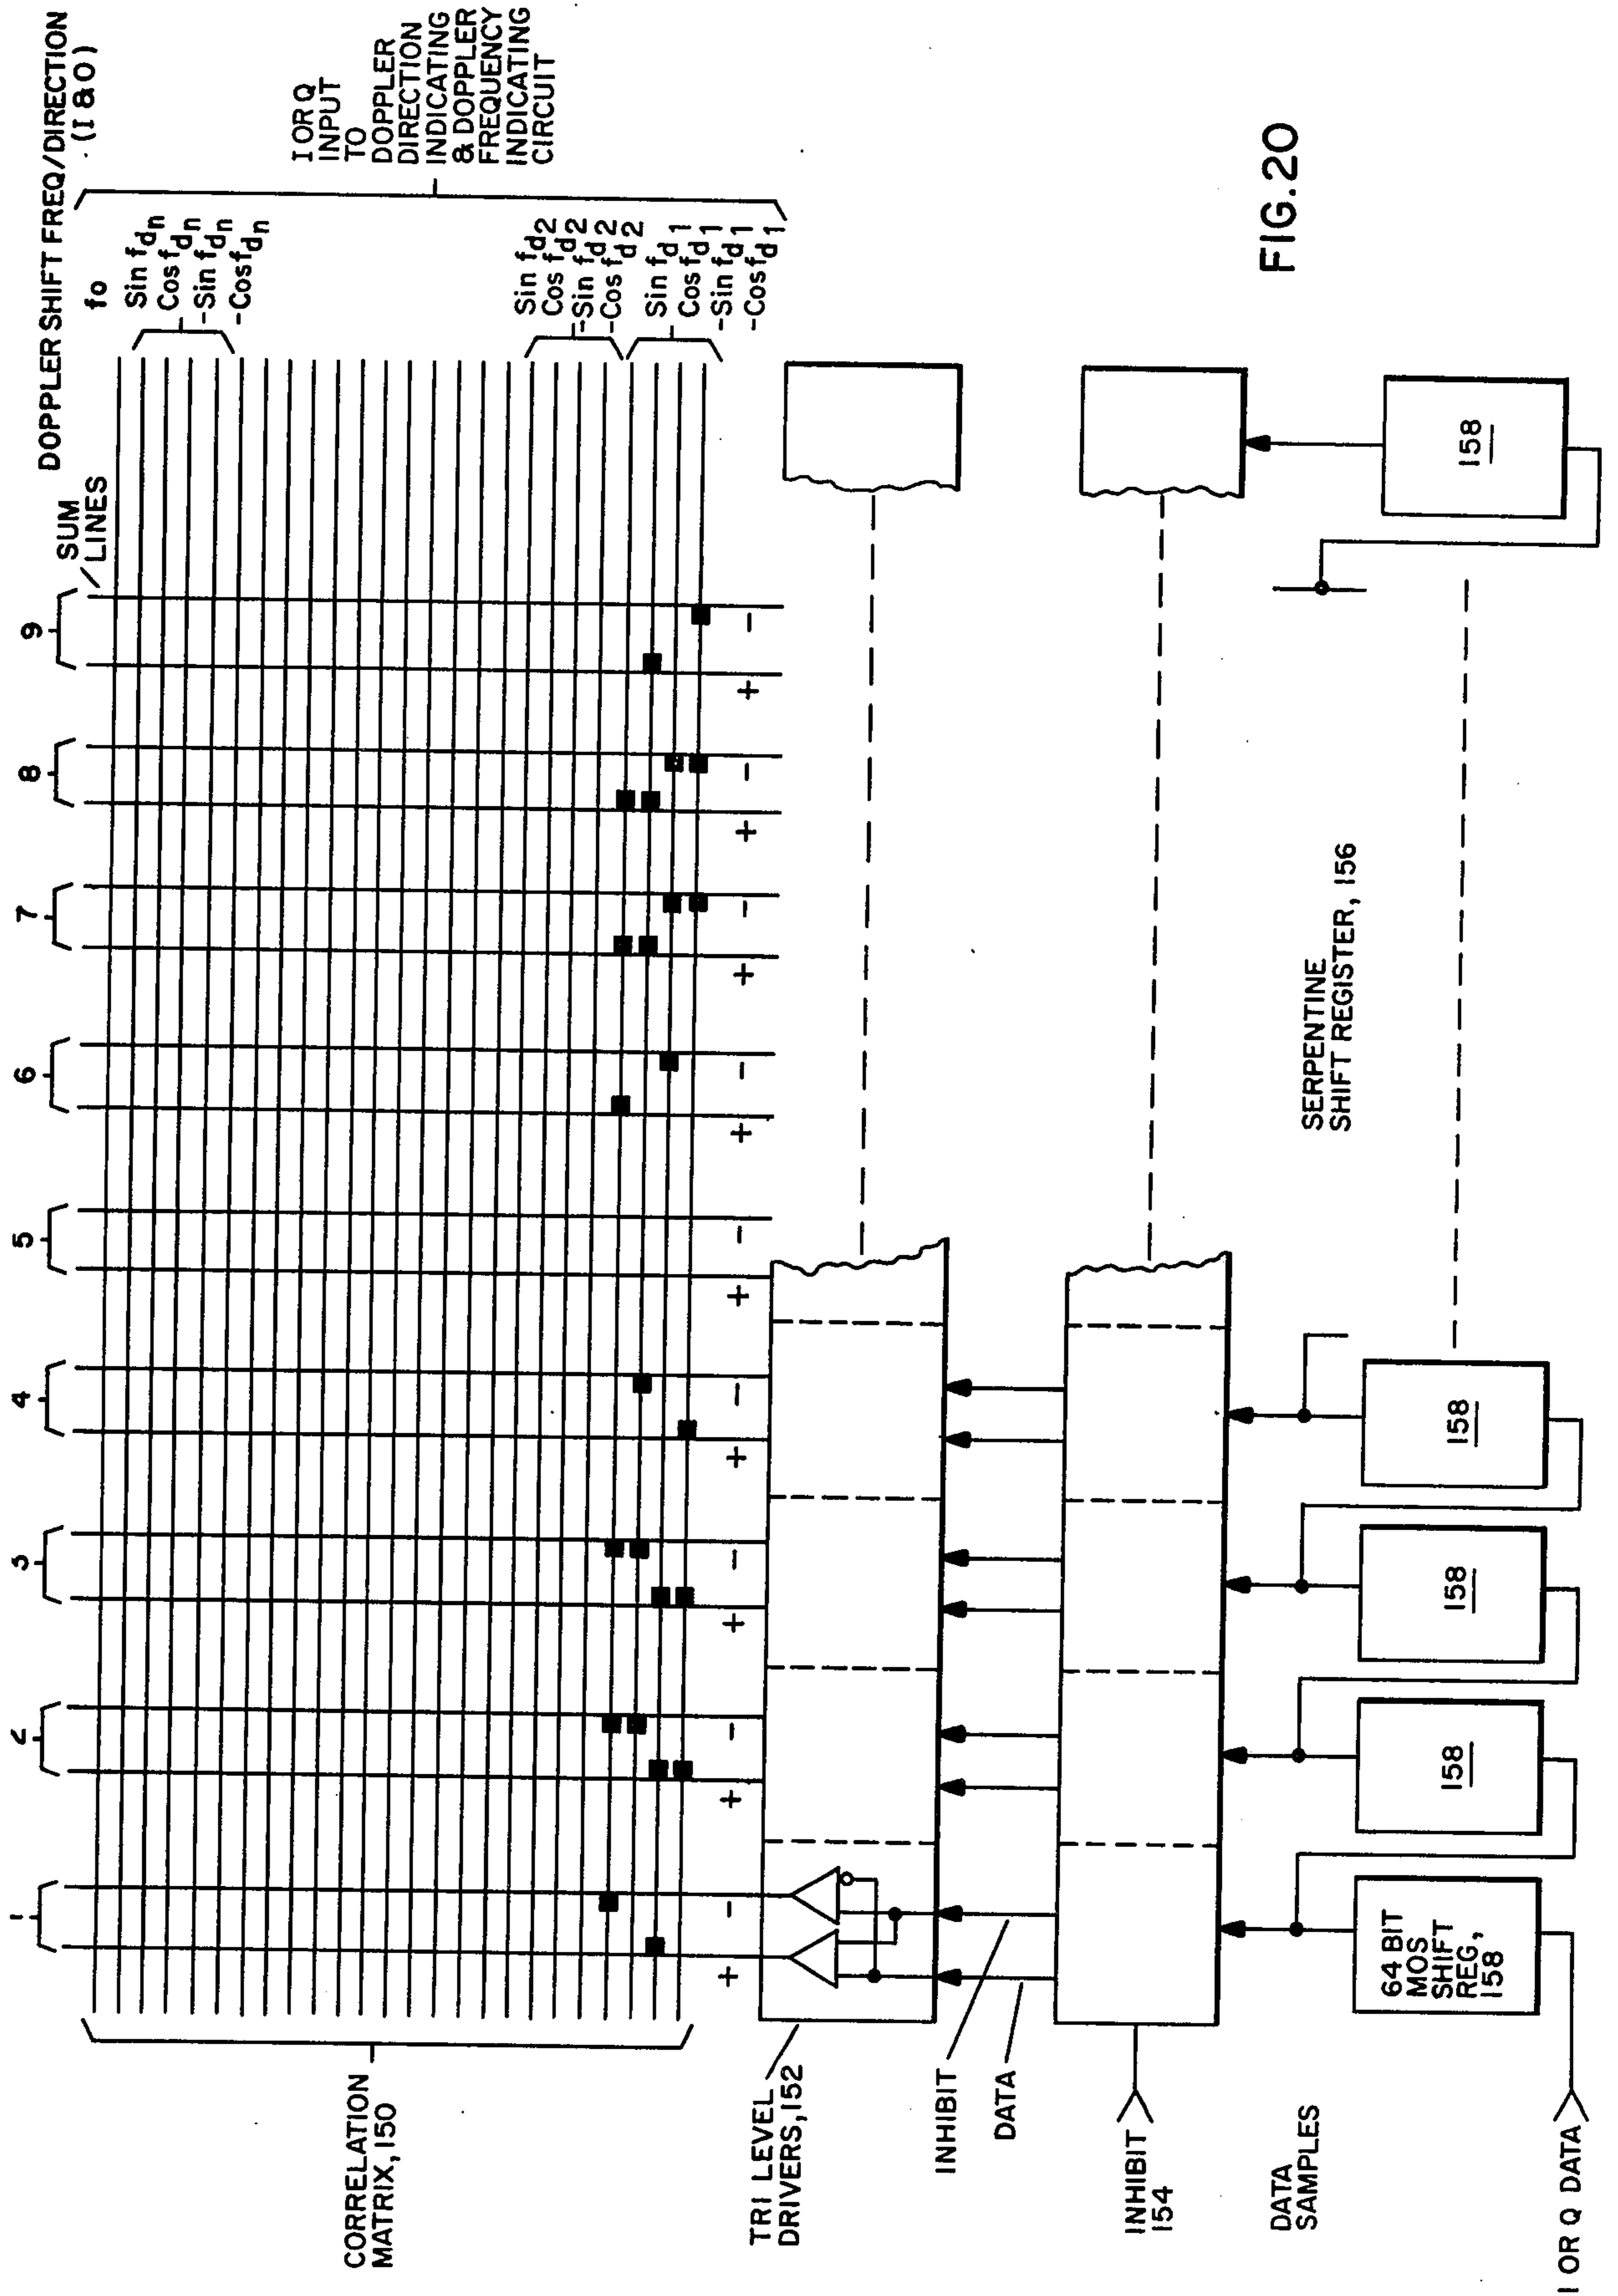 DOPPLER SHIFT FREQ/DIRECTION
(I & O)
SUM
LINES
1
2
3
4
5
6
7
8
9
fo
Sin fdn
Cos fdn
-Sin fdn
-Cos fdn
Sin fd2
Cos fd2
-Sin fd2
-Cos fd2
Sin fd1
Cos fd1
-Sin fd1
-Cos fd1
I OR Q
INPUT
TO
DOPPLER
DIRECTION
INDICATING
& DOPPLER
FREQUENCY
INDICATING
CIRCUIT
CORRELATION
MATRIX, 150
+ - + - + - + - + - + - + - + - + -
TRI LEVEL
DRIVERS, 152
INHIBIT
DATA
INHIBIT
154
DATA
SAMPLES
SERPENTINE
SHIFT REGISTER, 156
64 BIT
MOS
SHIFT
REG,
158
158
158
158
158
I OR Q DATA
FIG. 20